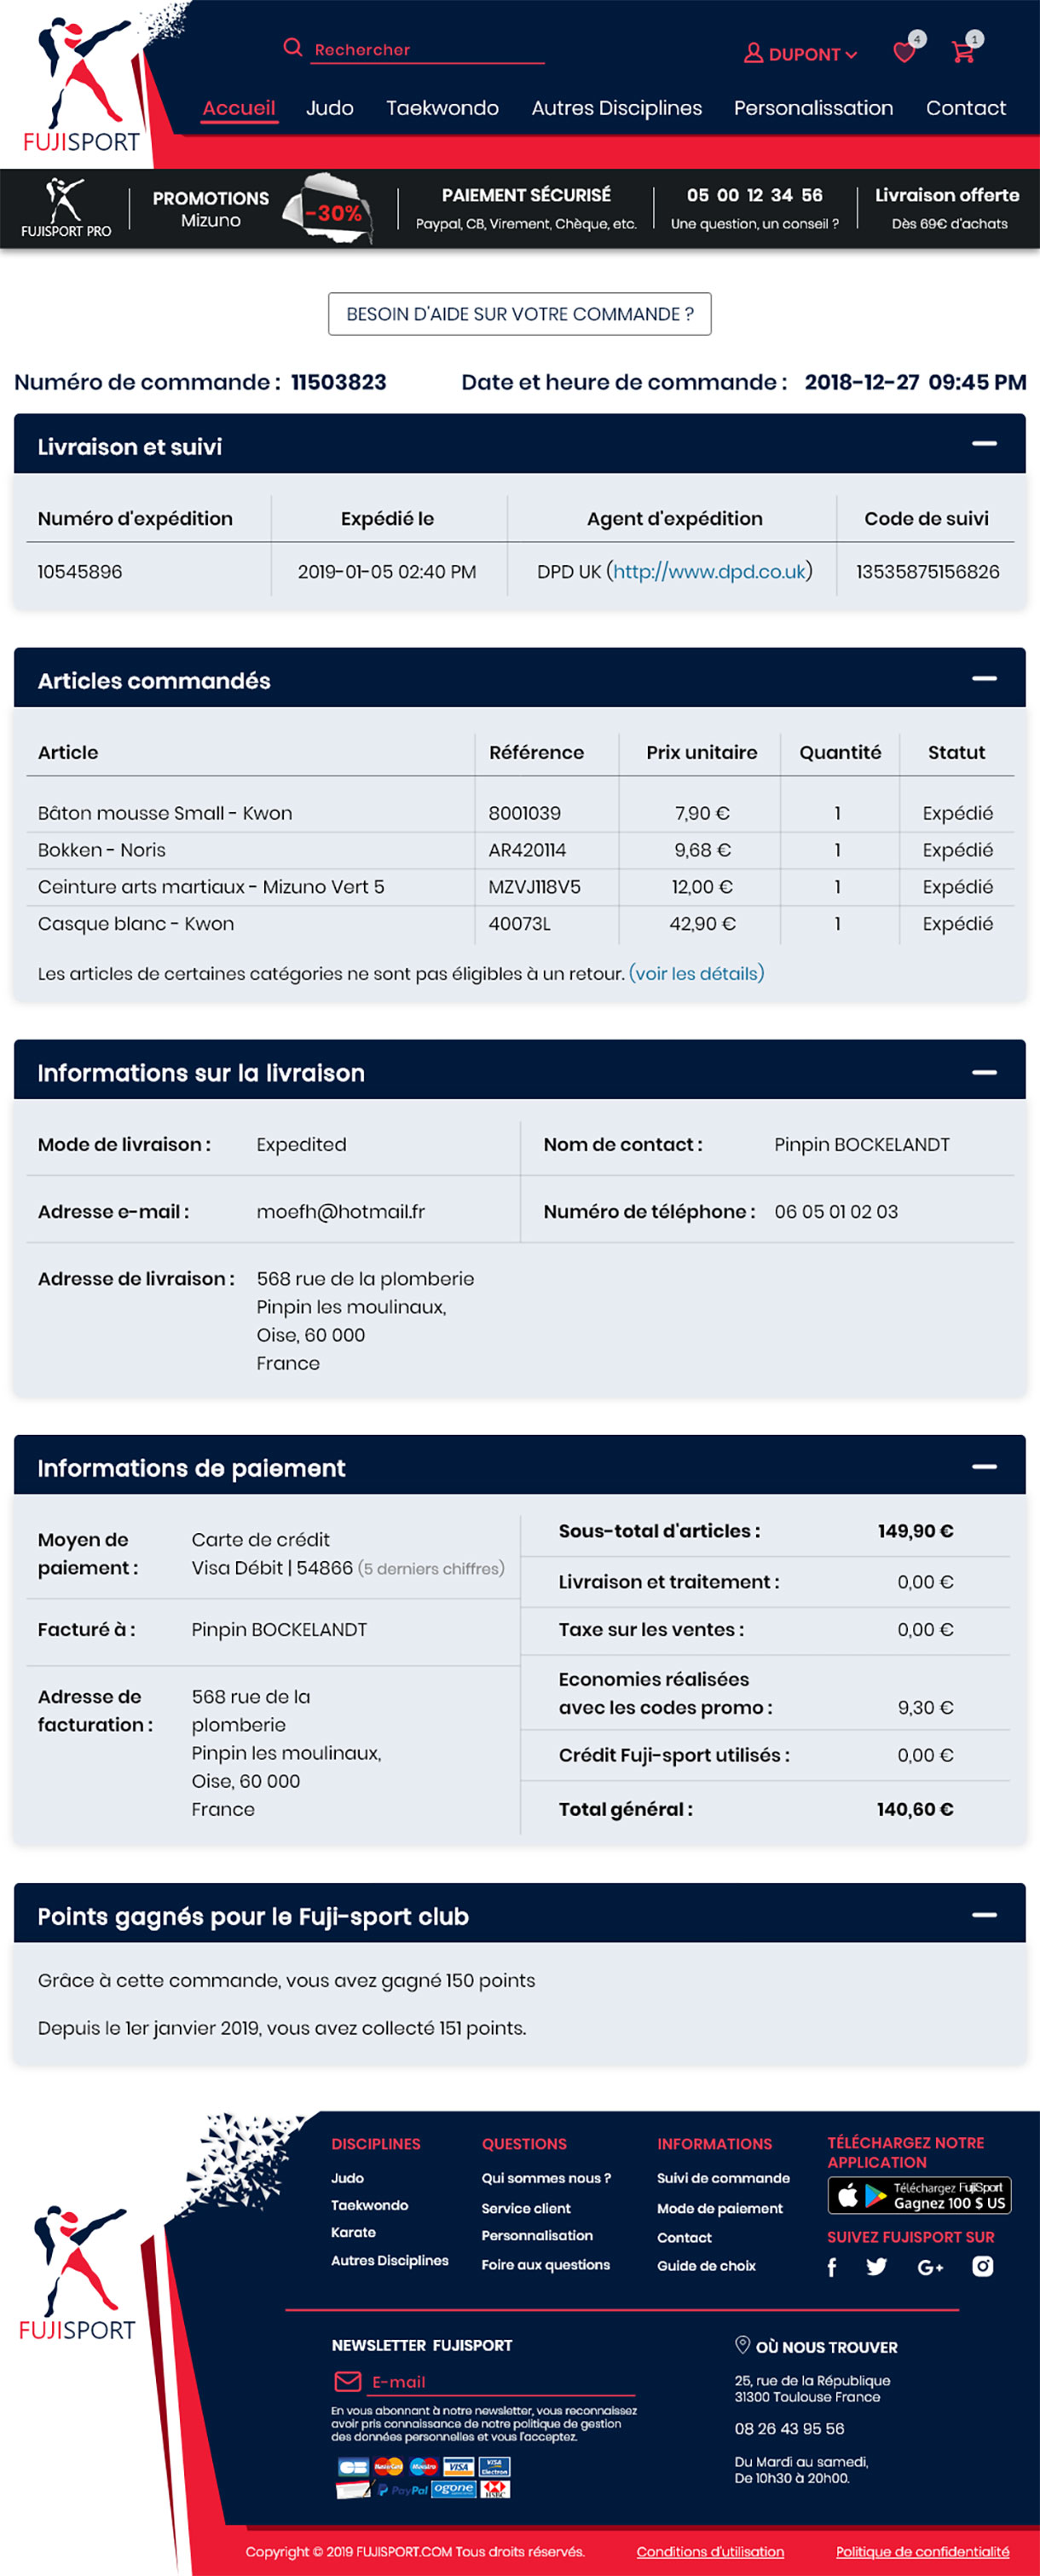 FUJISPORT
Rechercher
DUPONT
4
1
Accueil Judo Taekwondo Autres Disciplines Personalissation Contact
FUJISPORT PRO
PROMOTIONS
Mizuno
-30%
PAIEMENT SÉCURISÉ
Paypal, CB, Virement, Chèque, etc.
05 00 12 34 56
Une question, un conseil ?
Livraison offerte
Dès 69€ d'achats
BESOIN D'AIDE SUR VOTRE COMMANDE ?
Numéro de commande : 11503823 Date et heure de commande : 2018-12-27 09:45 PM
Livraison et suivi
Numéro d'expédition Expédié le Agent d'expédition Code de suivi
10545896 2019-01-05 02:40 PM DPD UK (http://www.dpd.co.uk) 13535875156826
Articles commandés
Article Référence Prix unitaire Quantité Statut
Bâton mousse Small - Kwon 8001039 7,90 € 1 Expédié
Bokken - Noris AR420114 9,68 € 1 Expédié
Ceinture arts martiaux - Mizuno Vert 5 MZVJ118V5 12,00 € 1 Expédié
Casque blanc - Kwon 40073L 42,90 € 1 Expédié
Les articles de certaines catégories ne sont pas éligibles à un retour. (voir les détails)
Informations sur la livraison
Mode de livraison : Expedited Nom de contact : Pinpin BOCKELANDT
Adresse e-mail : moefh@hotmail.fr Numéro de téléphone : 06 05 01 02 03
Adresse de livraison : 568 rue de la plomberie
Pinpin les moulinaux,
Oise, 60 000
France
Informations de paiement
Moyen de paiement : Carte de crédit
Visa Débit | 54866 (5 derniers chiffres)
Facturé à : Pinpin BOCKELANDT
Adresse de facturation : 568 rue de la
plomberie
Pinpin les moulinaux,
Oise, 60 000
France
Sous-total d'articles : 149,90 €
Livraison et traitement : 0,00 €
Taxe sur les ventes : 0,00 €
Economies réalisées
avec les codes promo : 9,30 €
Crédit Fuji-sport utilisés : 0,00 €
Total général : 140,60 €
Points gagnés pour le Fuji-sport club
Grâce à cette commande, vous avez gagné 150 points
Depuis le 1er janvier 2019, vous avez collecté 151 points.
FUJISPORT
DISCIPLINES
Judo
Taekwondo
Karate
Autres Disciplines
QUESTIONS
Qui sommes nous ?
Service client
Personnalisation
Foire aux questions
INFORMATIONS
Suivi de commande
Mode de paiement
Contact
Guide de choix
TÉLÉCHARGEZ NOTRE
APPLICATION
Téléchargez FujiSport
Gagnez 100 $ US
SUIVEZ FUJISPORT SUR
f G+
NEWSLETTER FUJISPORT
E-mail
En vous abonnant à notre newsletter, vous reconnaissez
avoir pris connaissance de notre politique de gestion
des données personnelles et vous l'acceptez.
CB MasterCard Maestro VISA VISA Electron
PayPal ogone HSBC
OÙ NOUS TROUVER
25, rue de la République
31300 Toulouse France
08 26 43 95 56
Du Mardi au samedi,
De 10h30 à 20h00.
Copyright © 2019 FUJISPORT.COM Tous droits réservés. Conditions d'utilisation Politique de confidentialité